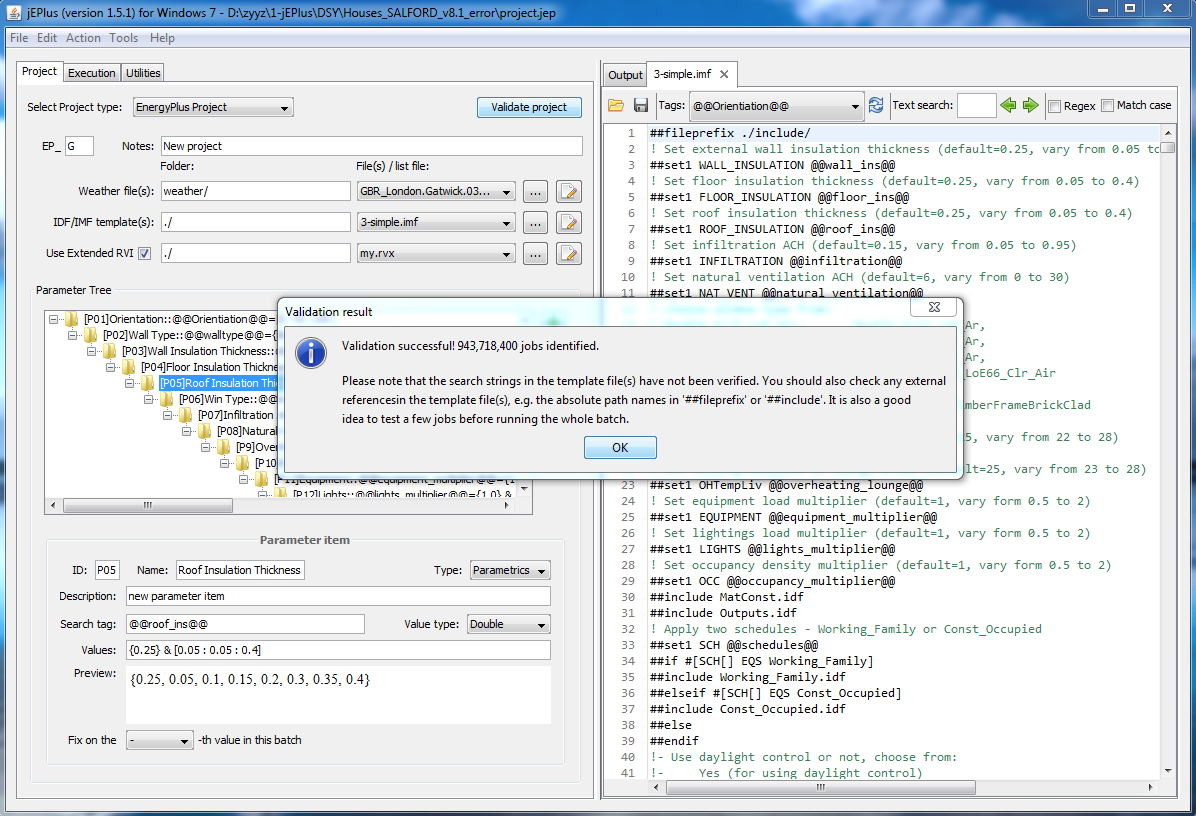 jEPlus (version 1.5.1) for Windows 7 - D:\zyyz\1-jEPlus\DSY\Houses_SALFORD_v8.1_error\project.jep
File Edit Action Tools Help
Project Execution Utilities
Select Project type: EnergyPlus Project Validate project
EP_ G Notes: New project
Folder: File(s) / list file:
Weather file(s): weather/ GBR_London.Gatwick.03... ...
IDF/IMF template(s): ./ 3-simple.imf ...
Use Extended RVI ./ my.rvx ...
Parameter Tree
[P01]Orientation::@@Orientation@@=
[P02]Wall Type::@@walltype@@={
[P03]Wall Insulation Thickness::
[P04]Floor Insulation Thickne
[P05]Roof Insulation Thi
[P06]Win Type::@@
[P07]Infiltration
[P08]Natural
[P9]Over
[P10]
[P11]Equipment::@@equipment_multiplier@@={1
[P12]Lights::@@lights_multiplier@@={1.0} &
Parameter item
ID: P05 Name: Roof Insulation Thickness Type: Parametrics
Description: new parameter item
Search tag: @@roof_ins@@ Value type: Double
Values: {0.25} & [0.05 : 0.05 : 0.4]
Preview: {0.25, 0.05, 0.1, 0.15, 0.2, 0.3, 0.35, 0.4}
Fix on the - -th value in this batch
Validation result
Validation successful! 943,718,400 jobs identified.
Please note that the search strings in the template file(s) have not been verified. You should also check any external
referencesin the template file(s), e.g. the absolute path names in '##fileprefix' or '##include'. It is also a good
idea to test a few jobs before running the whole batch.
OK
Output 3-simple.imf
Tags: @@Orientiation@@ Text search: Regex Match case
1 ##fileprefix ./include/
2 ! Set external wall insulation thickness (default=0.25, vary from 0.05 to
3 ##set1 WALL_INSULATION @@wall_ins@@
4 ! Set floor insulation thickness (default=0.25, vary from 0.05 to 0.4)
5 ##set1 FLOOR_INSULATION @@floor_ins@@
6 ! Set roof insulation thickness (default=0.25, vary from 0.05 to 0.4)
7 ##set1 ROOF_INSULATION @@roof_ins@@
8 ! Set infiltration ACH (default=0.15, vary from 0.05 to 0.95)
9 ##set1 INFILTRATION @@infiltration@@
10 ! Set natural ventilation ACH (default=6, vary from 0 to 30)
11 ##set1 NAT_VENT @@natural_ventilation@@
_Ar,
_Ar,
_Ar,
_LoE66_Clr_Air
mberFrameBrickClad
5, vary from 22 to 28)
lt=25, vary from 23 to 28)
23 ##set1 OHTempLiv @@overheating_lounge@@
24 ! Set equipment load multiplier (default=1, vary form 0.5 to 2)
25 ##set1 EQUIPMENT @@equipment_multiplier@@
26 ! Set lightings load multiplier (default=1, vary form 0.5 to 2)
27 ##set1 LIGHTS @@lights_multiplier@@
28 ! Set occupancy density multiplier (default=1, vary form 0.5 to 2)
29 ##set1 OCC @@occupancy_multiplier@@
30 ##include MatConst.idf
31 ##include Outputs.idf
32 ! Apply two schedules - Working_Family or Const_Occupied
33 ##set1 SCH @@schedules@@
34 ##if #[SCH[] EQS Working_Family]
35 ##include Working_Family.idf
36 ##elseif #[SCH[] EQS Const_Occupied]
37 ##include Const_Occupied.idf
38 ##else
39 ##endif
40 !- Use daylight control or not, choose from:
41 !- Yes (for using daylight control)